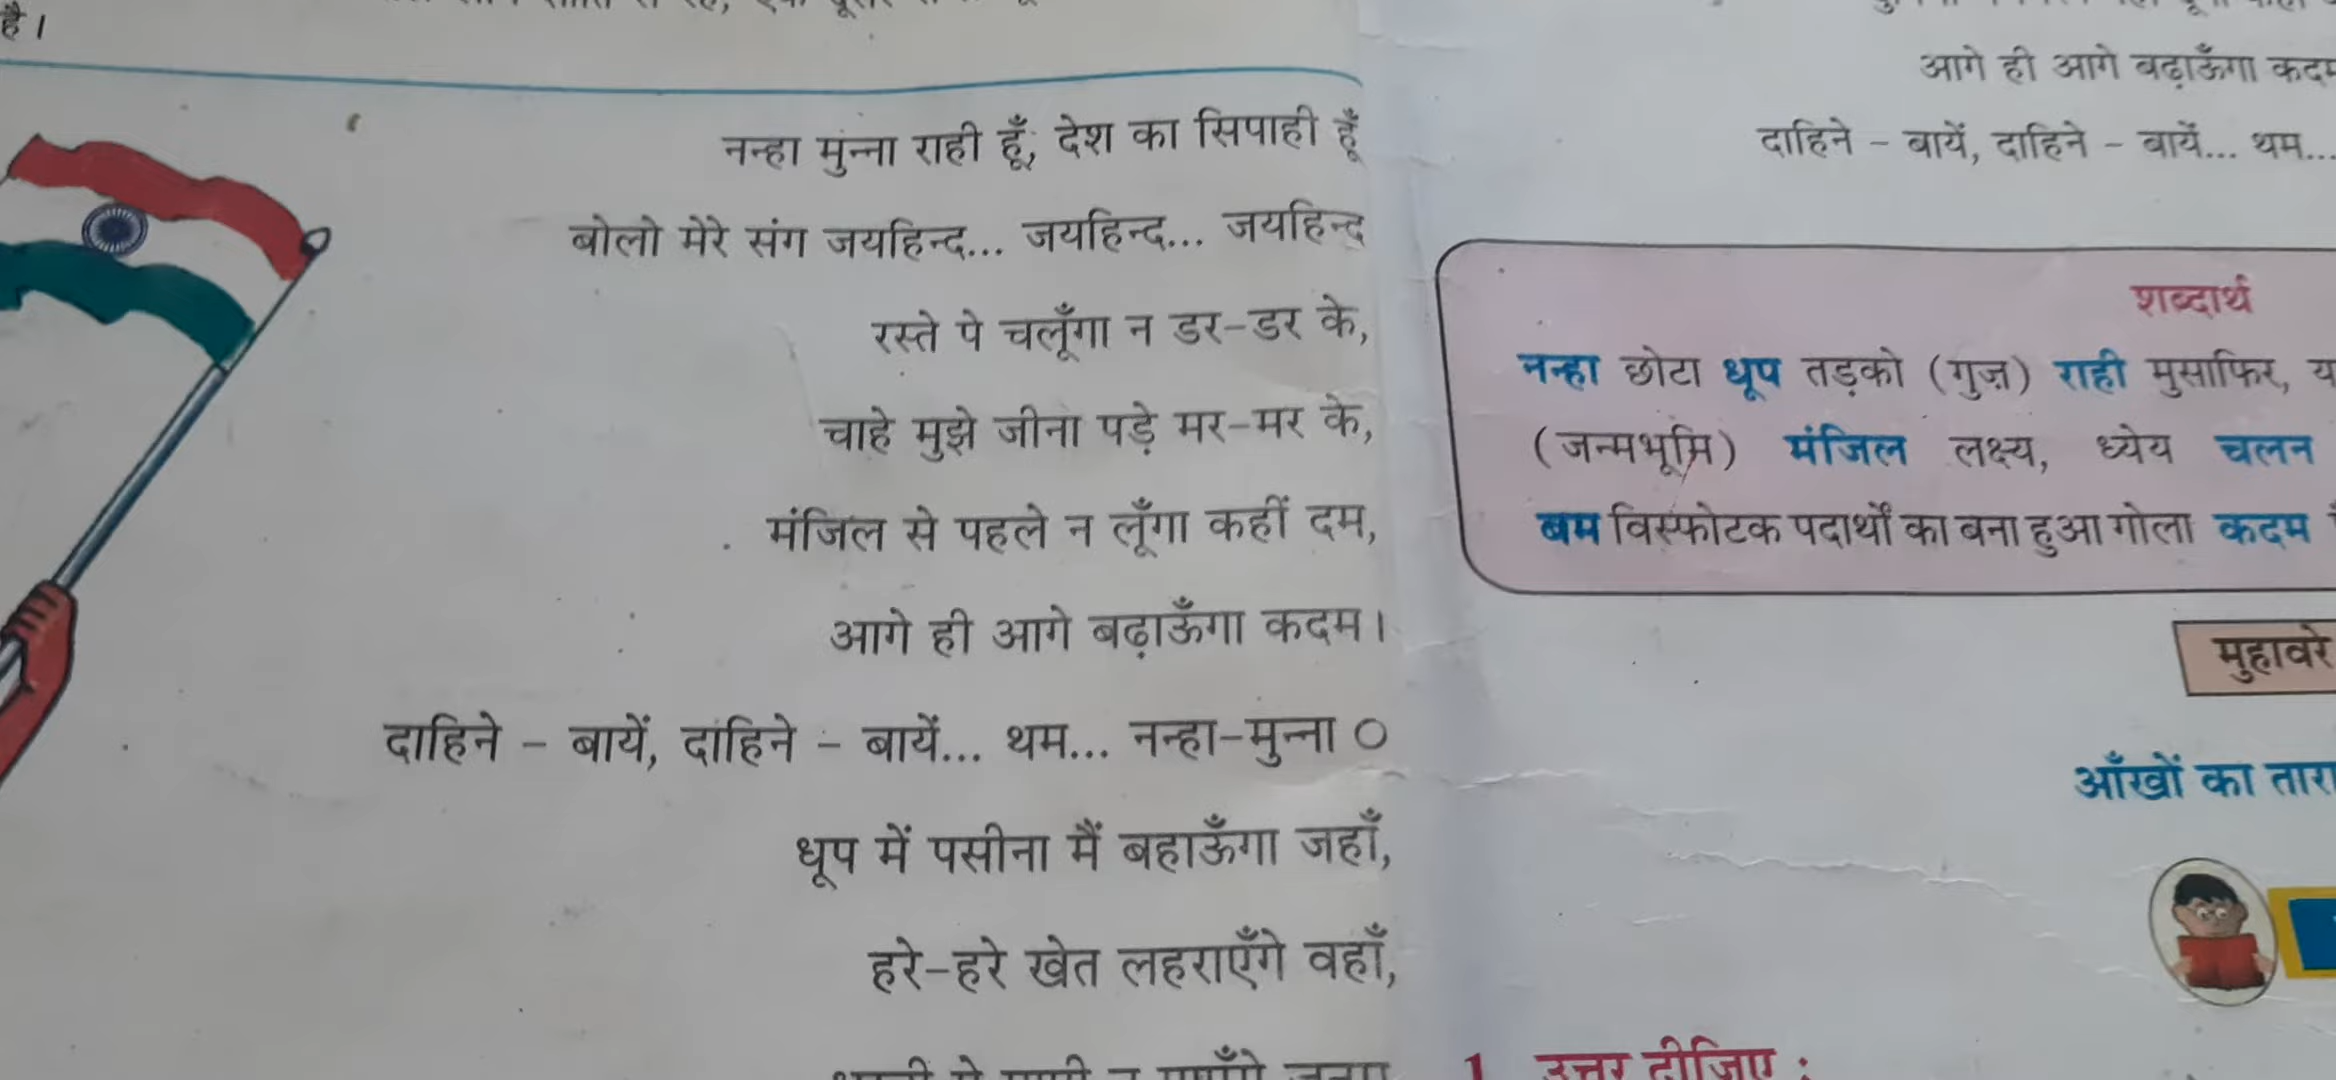 है।
नन्हा मुन्ना राही हूँ, देश का सिपाही हूँ
बोलो मेरे संग जयहिन्द... जयहिन्द... जयहिन्द
रस्ते पे चलूँगा न डर-डर के,
चाहे मुझे जीना पड़े मर-मर के,
मंजिल से पहले न लूँगा कहीं दम,
आगे ही आगे बढ़ाऊँगा कदम।
दाहिने - बायें, दाहिने - बायें... थम... नन्हा-मुन्ना ०
धूप में पसीना मैं बहाऊँगा जहाँ,
हरे-हरे खेत लहराएँगे वहाँ,
आगे ही आगे बढ़ाऊँगा कदम
दाहिने - बायें, दाहिने - बायें... थम...
शब्दार्थ
नन्हा छोटा धूप तड़को (गुज़) राही मुसाफिर,
(जन्मभूमि) मंजिल लक्ष्य, ध्येय चलन
बम विस्फोटक पदार्थों का बना हुआ गोला कदम
मुहावरे
आँखों का तारा
1. उत्तर दीजिए :